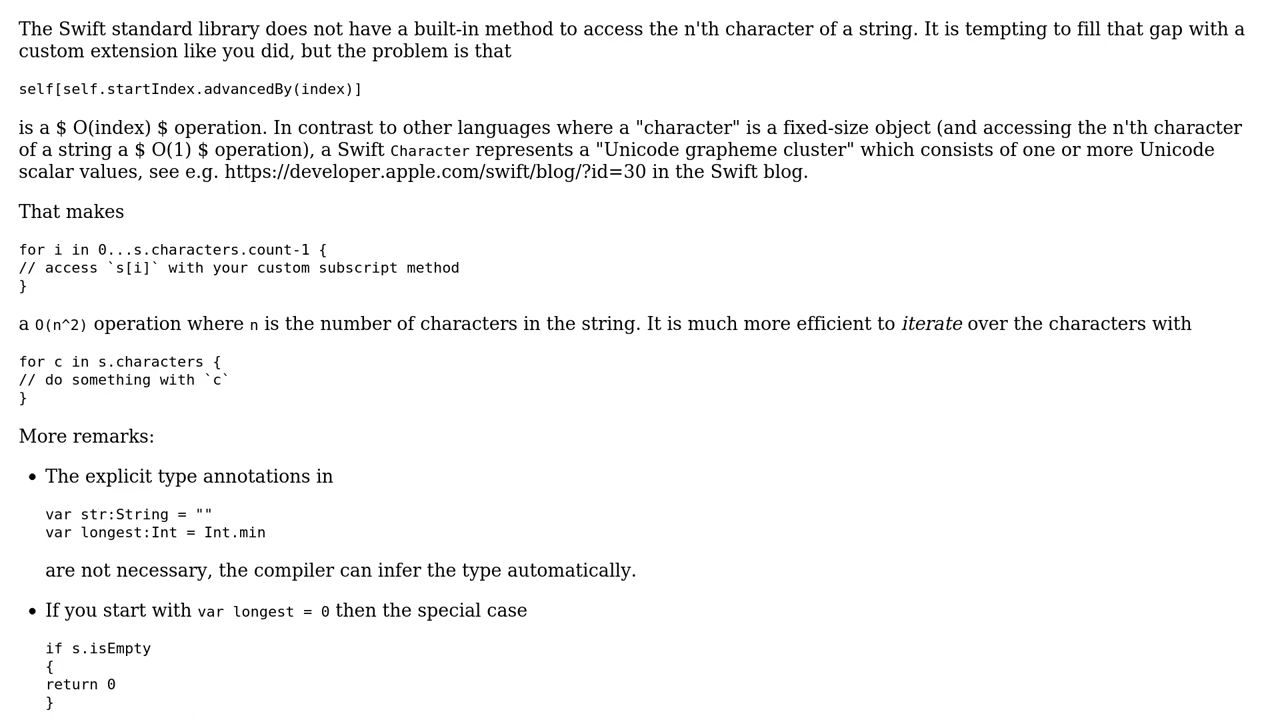 The Swift standard library does not have a built-in method to access the n'th character of a string. It is tempting to fill that gap with a
custom extension like you did, but the problem is that
self[self.startIndex.advancedBy(index)]
is a $ O(index) $ operation. In contrast to other languages where a "character" is a fixed-size object (and accessing the n'th character
of a string a $ O(1) $ operation), a Swift Character represents a "Unicode grapheme cluster" which consists of one or more Unicode
scalar values, see e.g. https://developer.apple.com/swift/blog/?id=30 in the Swift blog.
That makes
for i in 0...s.characters.count-1 {
// access `s[i]` with your custom subscript method
}
a O(n^2) operation where n is the number of characters in the string. It is much more efficient to iterate over the characters with
for c in s.characters {
// do something with `c`
}
More remarks:
• The explicit type annotations in
var str:String = ""
var longest:Int = Int.min
are not necessary, the compiler can infer the type automatically.
• If you start with var longest = 0 then the special case
if s.isEmpty
{
return 0
}